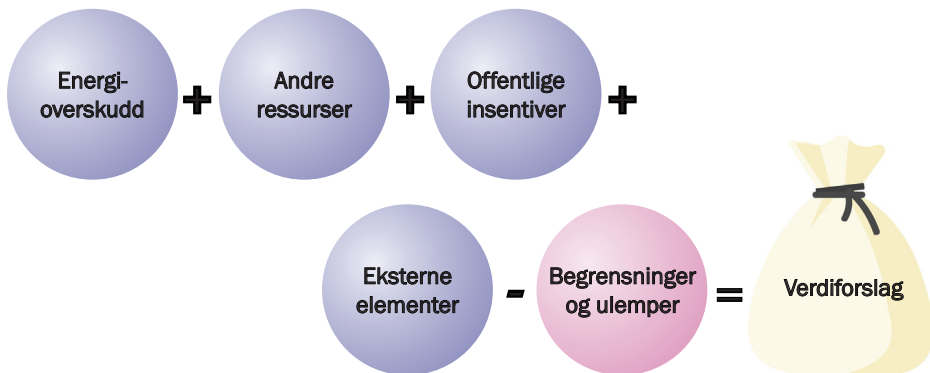 Energi-
overskudd
+
Andre
ressurser
+
Offentlige
insentiver
+
Eksterne
elementer
-
Begrensninger
og ulemper
=
Verdiforslag